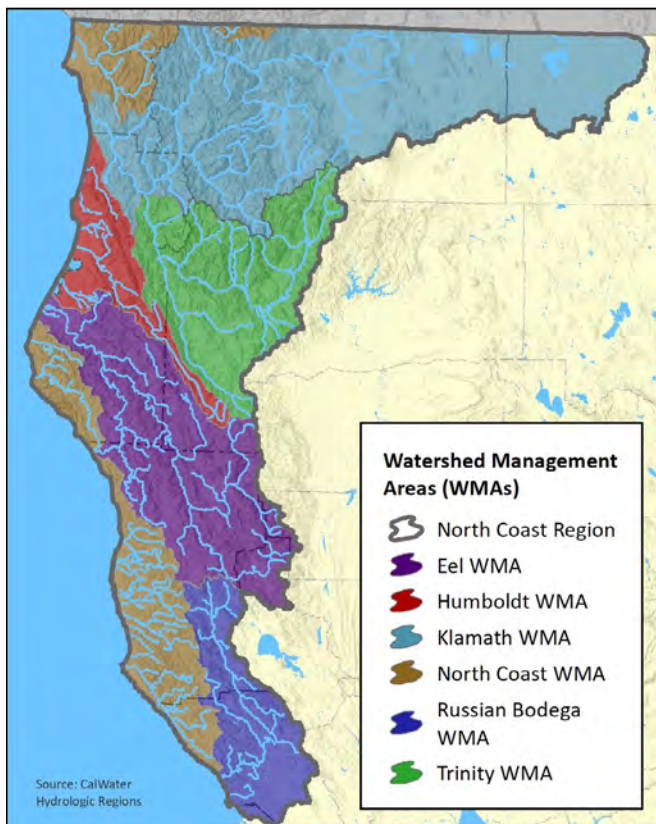 Watershed Management
Areas (WMAs)
North Coast Region
Eel WMA
Humboldt WMA
Klamath WMA
North Coast WMA
Russian Bodega
WMA
Trinity WMA
Source: CalWater
Hydrologic Regions